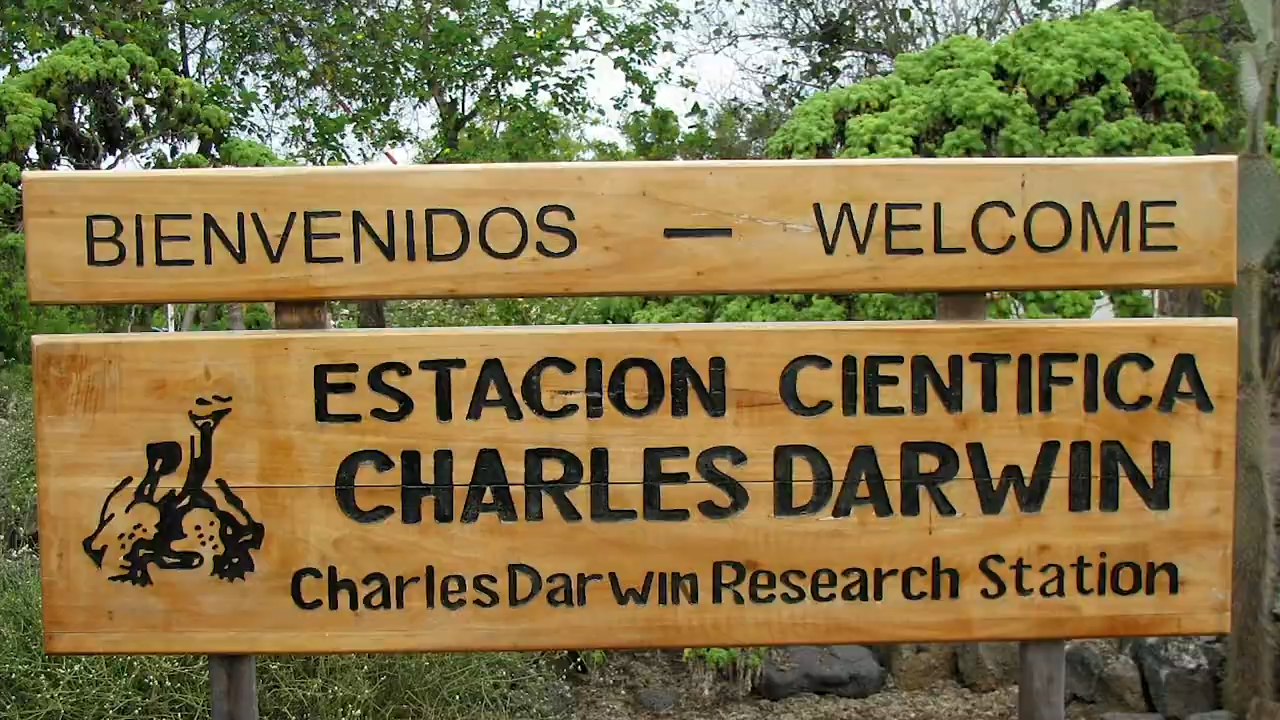 BIENVENIDOS — WELCOME
ESTACION CIENTIFICA
CHARLES DARWIN
Charles Darwin Research Station